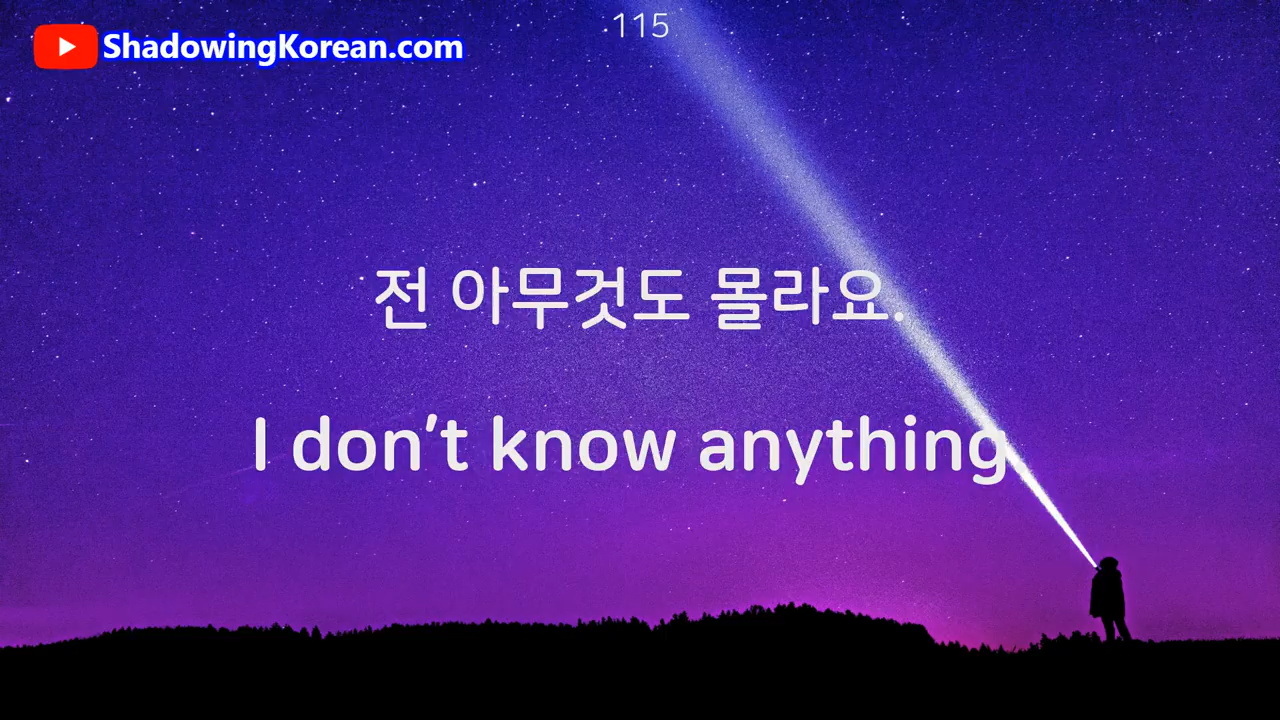 115
ShadowingKorean.com
전 아무것도 몰라요.
I don't know anything